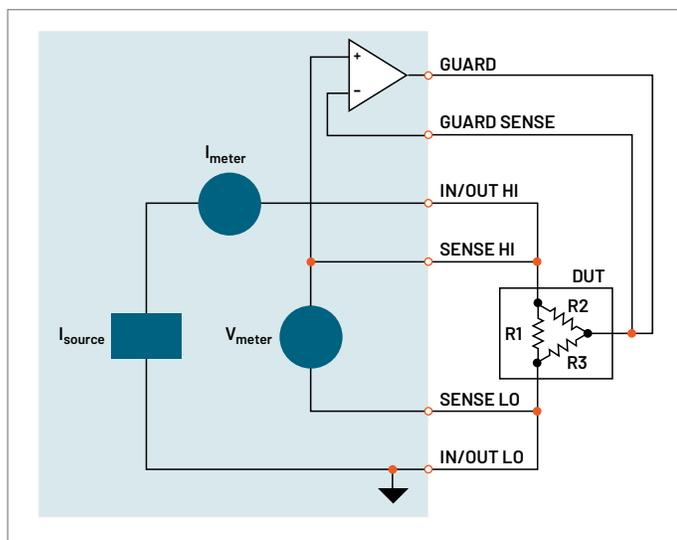 +
GUARD
-
GUARD SENSE
Imeter
IN/OUT HI
SENSE HI
DUT
R2
Isource
Vmeter
R1
R3
SENSE LO
IN/OUT LO